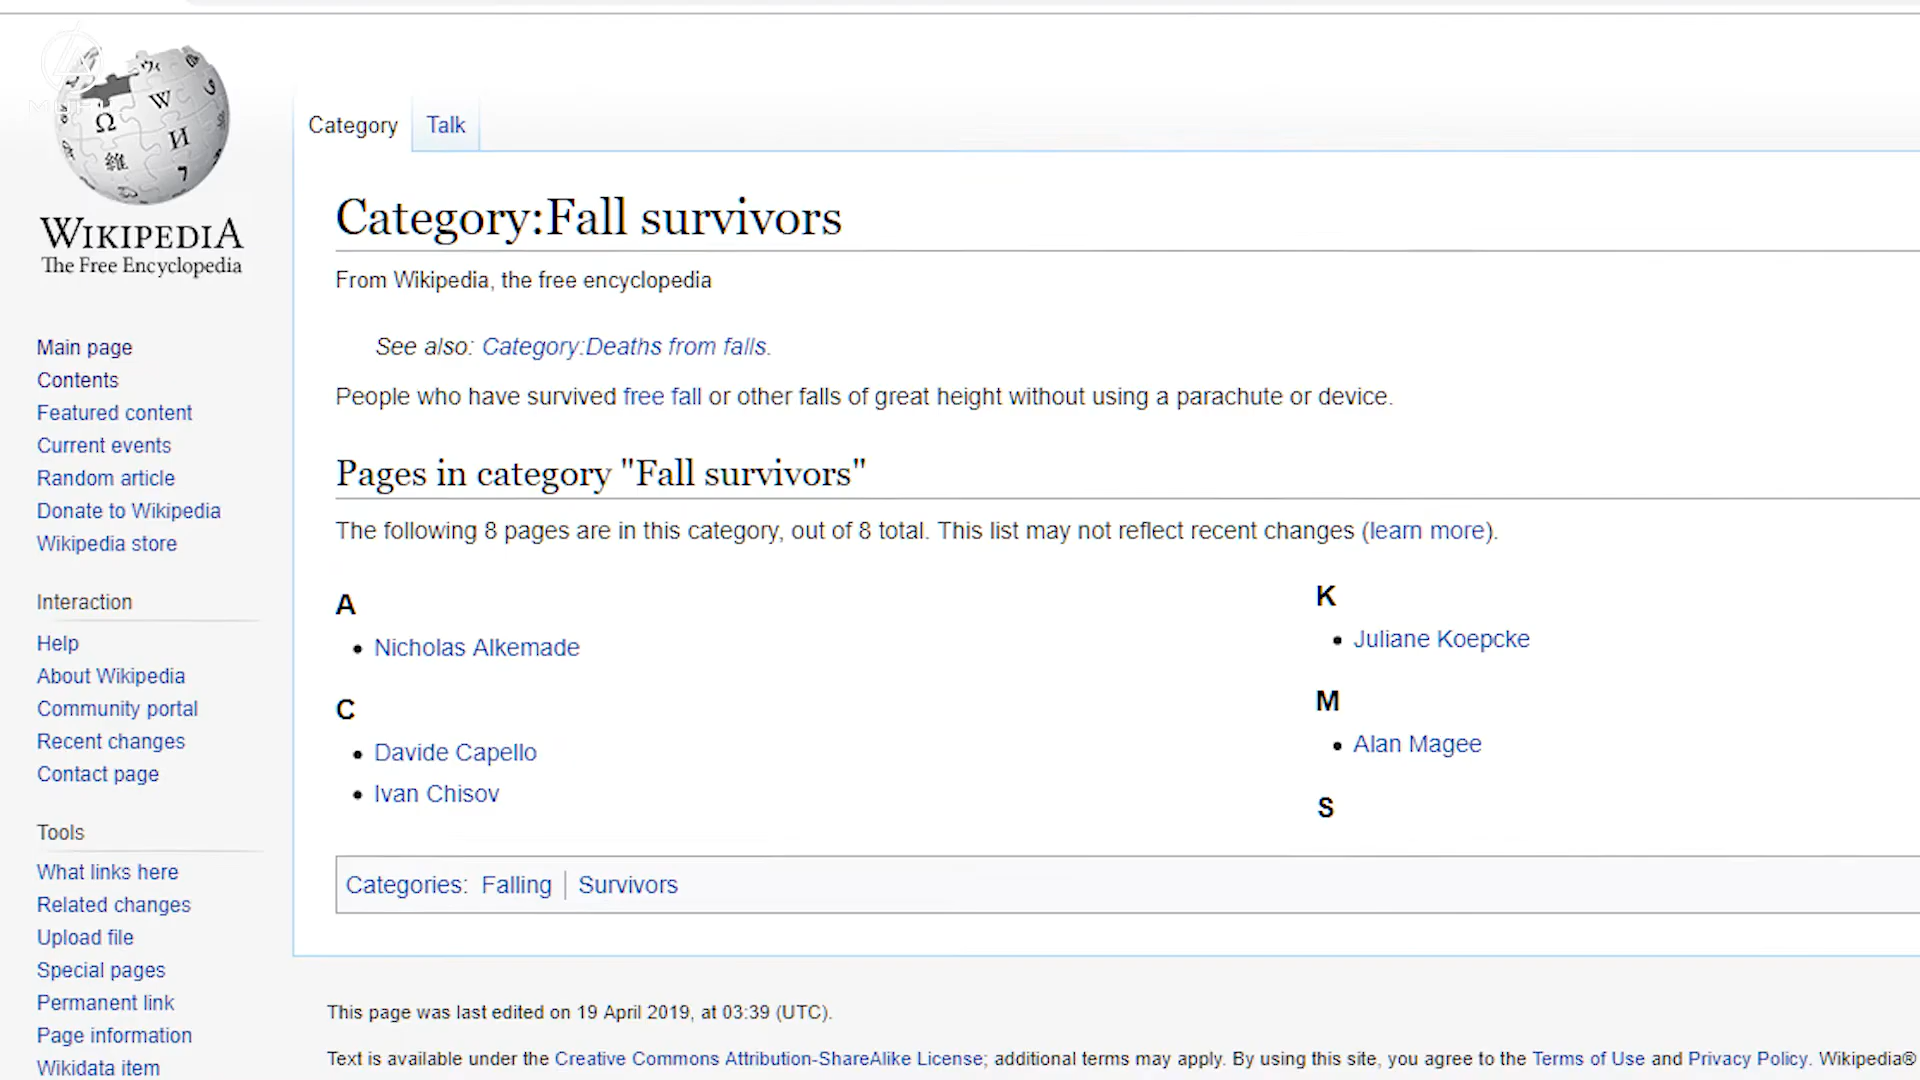 Category Talk
WIKIPEDIA
The Free Encyclopedia
Main page
Contents
Featured content
Current events
Random article
Donate to Wikipedia
Wikipedia store
Interaction
Help
About Wikipedia
Community portal
Recent changes
Contact page
Tools
What links here
Related changes
Upload file
Special pages
Permanent link
Page information
Wikidata item
Category:Fall survivors
From Wikipedia, the free encyclopedia
See also: Category:Deaths from falls.
People who have survived free fall or other falls of great height without using a parachute or device.
Pages in category "Fall survivors"
The following 8 pages are in this category, out of 8 total. This list may not reflect recent changes (learn more).
A
Nicholas Alkemade
C
Davide Capello
Ivan Chisov
K
Juliane Koepcke
M
Alan Magee
S
Categories: Falling | Survivors
This page was last edited on 19 April 2019, at 03:39 (UTC).
Text is available under the Creative Commons Attribution-ShareAlike License; additional terms may apply. By using this site, you agree to the Terms of Use and Privacy Policy. Wikipedia®